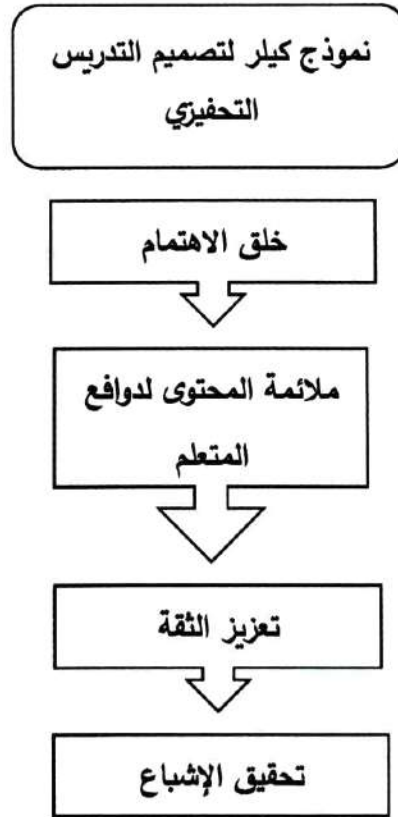 نموذج كيلر لتصميم التدريس
التحفيزي
خلق الاهتمام
ملائمة المحتوى لدوافع
المتعلم
تعزيز الثقة
تحقيق الإشباع